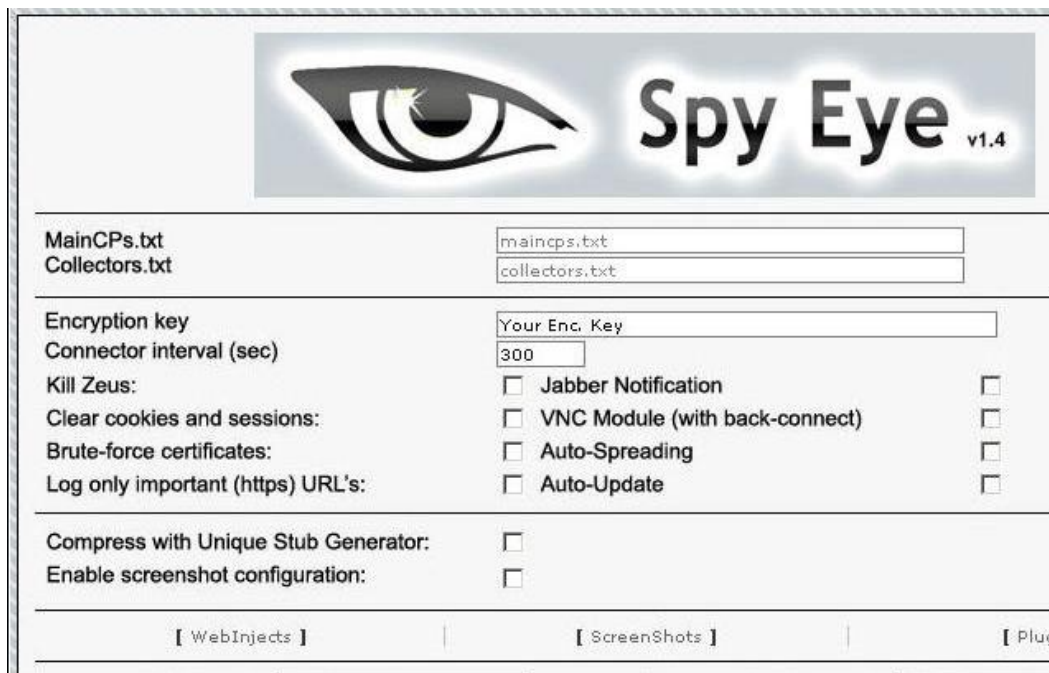 Spy Eye v1.4
MainCPs.txt maincps.txt
Collectors.txt collectors.txt
Encryption key Your Enc. Key
Connector interval (sec) 300
Kill Zeus: Jabber Notification
Clear cookies and sessions: VNC Module (with back-connect)
Brute-force certificates: Auto-Spreading
Log only important (https) URL's: Auto-Update
Compress with Unique Stub Generator:
Enable screenshot configuration:
[ WebInjects ] [ ScreenShots ] [ Plug